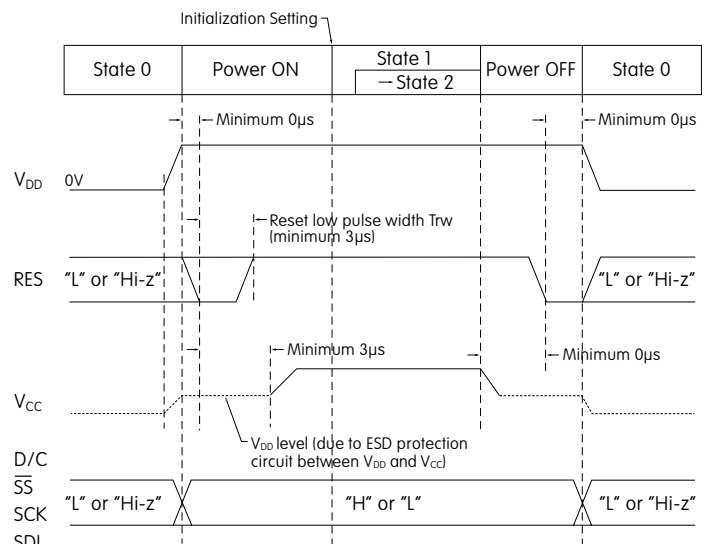 Initialization Setting
State 0
Power ON
State 1
→ State 2
Power OFF
State 0
Minimum 0µs
Minimum 0µs
VDD
0V
Reset low pulse width Trw
(minimum 3µs)
RES
"L" or "Hi-z"
"L" or "Hi-z"
Minimum 3µs
Minimum 0µs
VCC
VDD level (due to ESD protection
circuit between VDD and VCC)
D/C
SS
SCK
SDI
"L" or "Hi-z"
"H" or "L"
"L" or "Hi-z"